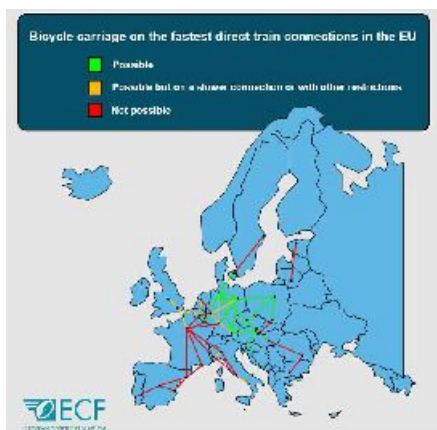 Bicycle carriage on the fastest direct train connections in the EU
Possible
Possible but on a slower connection or with other restrictions
Not possible
ECF